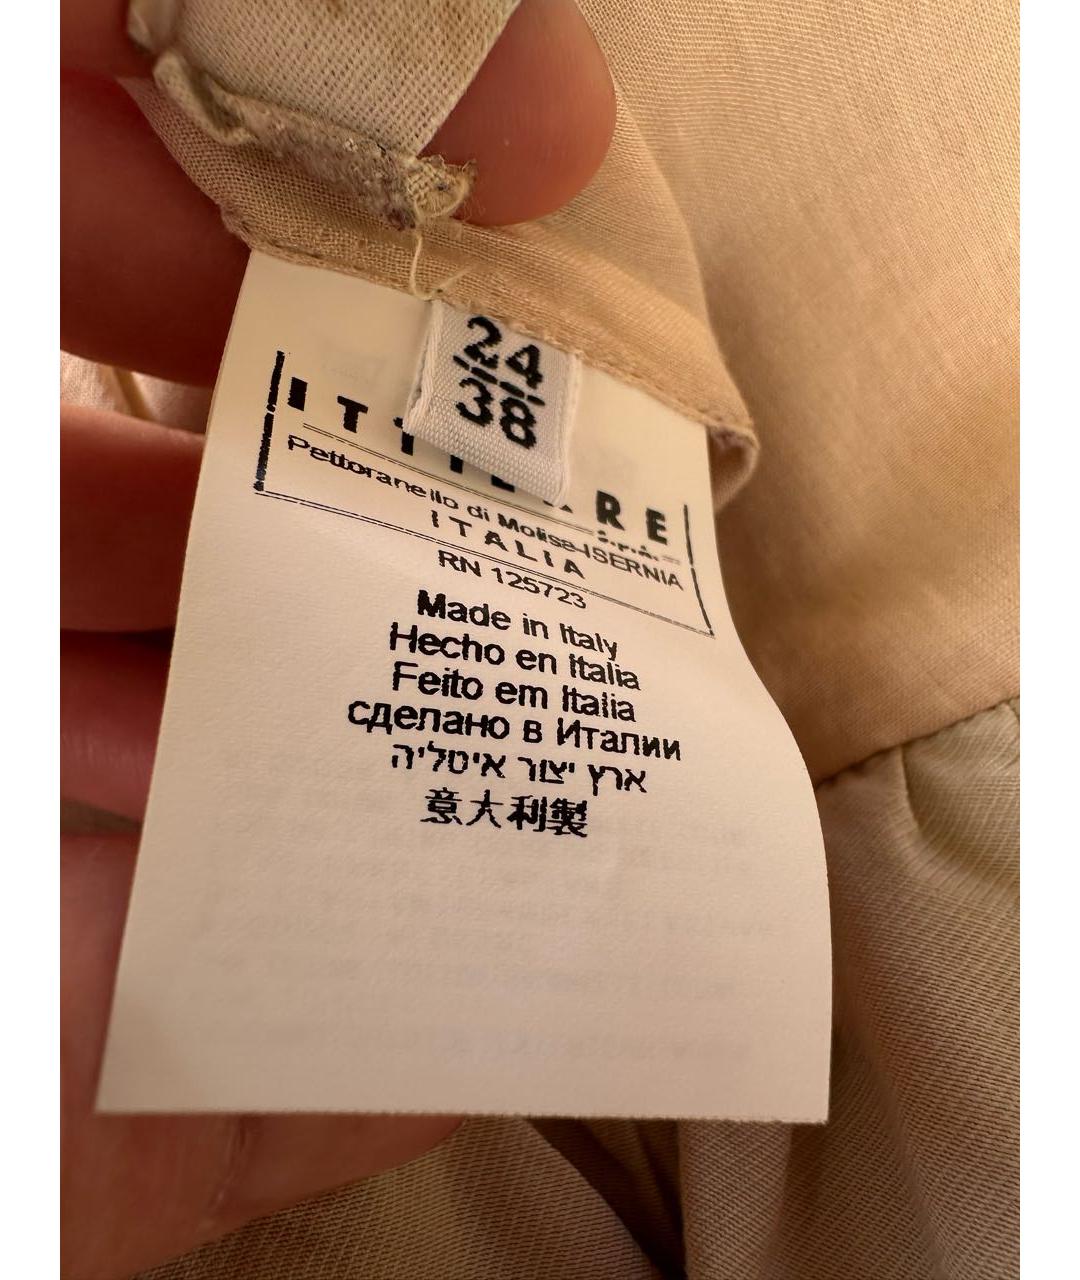 24
38
ITTIERRE
S.P.A.
Pettoranello di Molise-ISERNIA
ITALIA
RN 125723
Made in Italy
Hecho en Italia
Feito em Italia
сделано в Италии
ארץ יצור איטליה
意大利製